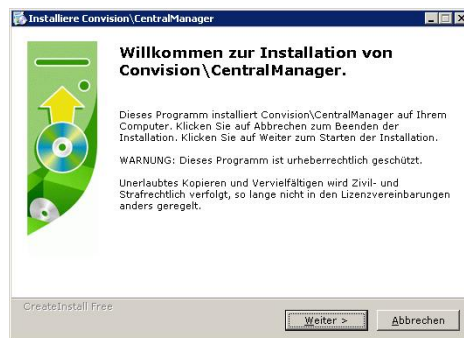 Installiere Convision\CentralManager
Willkommen zur Installation von
Convision\CentralManager.
Dieses Programm installiert Convision\CentralManager auf Ihrem
Computer. Klicken Sie auf Abbrechen zum Beenden der
Installation. Klicken Sie auf Weiter zum Starten der Installation.
WARNUNG: Dieses Programm ist urheberrechtlich geschützt.
Unerlaubtes Kopieren und Vervielfältigen wird Zivil- und
Strafrechtlich verfolgt, so lange nicht in den Lizenzvereinbarungen
anders geregelt.
CreateInstall Free
Weiter >
Abbrechen